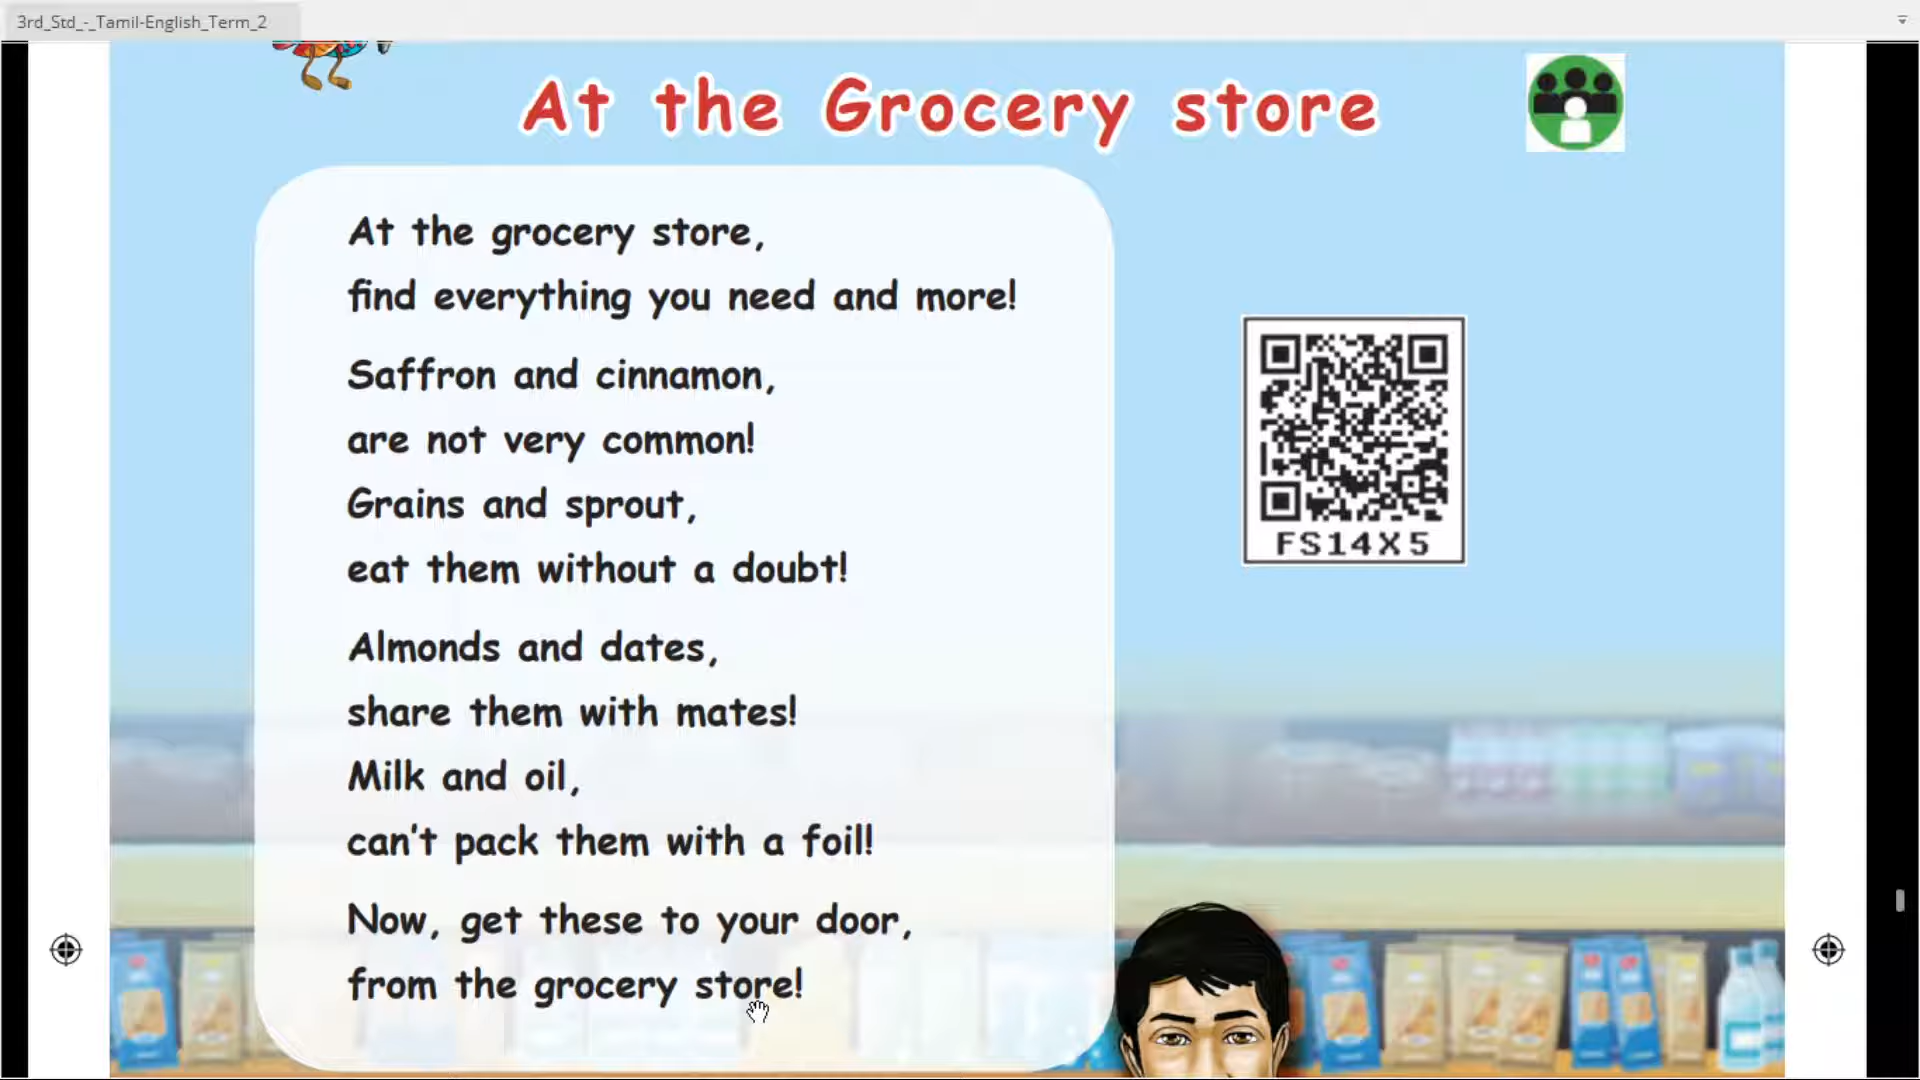 3rd_Std_-_Tamil-English_Term_2
At the Grocery store
At the grocery store,
find everything you need and more!
Saffron and cinnamon,
are not very common!
Grains and sprout,
eat them without a doubt!
Almonds and dates,
share them with mates!
Milk and oil,
can't pack them with a foil!
Now, get these to your door,
from the grocery store!
FS14X5